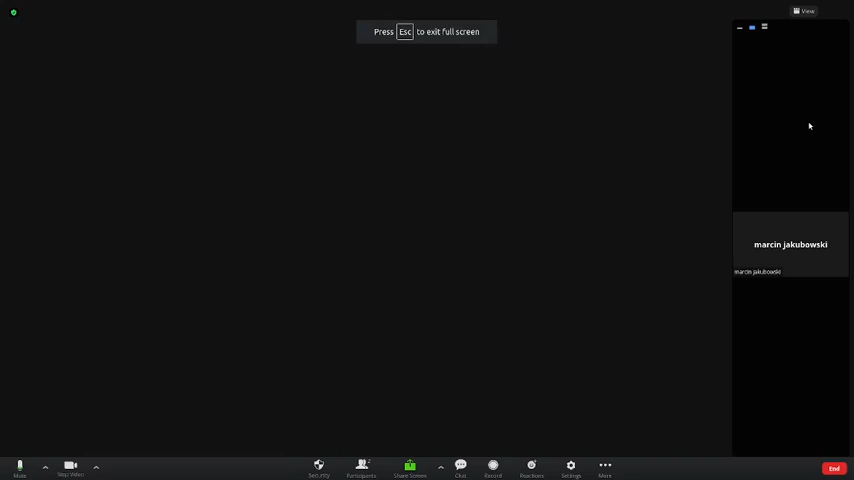 View
Press Esc to exit full screen
marcin jakubowski
marcin jakubowski
2
Mute
Stop Video
Security
Participants
Share Screen
Chat
Record
Reactions
Settings
More
End